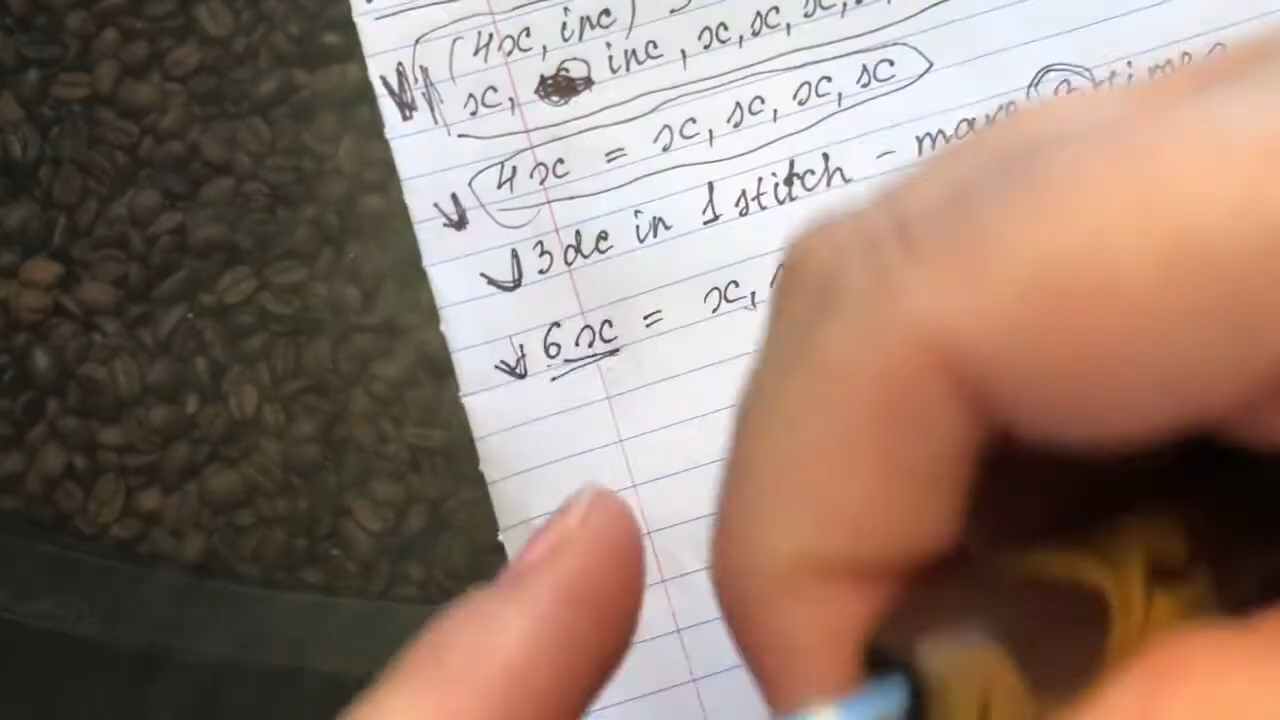 (4sc, inc)
sc, inc, sc, sc, sc,
4sc = sc, sc, sc, sc
3dc in 1 stitch - make times
6sc = sc,